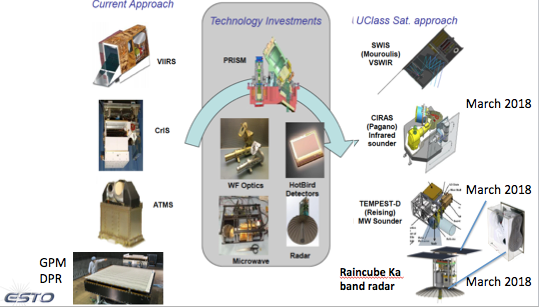 Current Approach
VIIRS
CrIS
ATMS
GPM
DPR
ESTO
Technology Investments
PRISM
WF Optics
HotBird
Detectors
Microwave
Radar
UClass Sat. approach
SWIS
(Mouroulis)
VSWiR
March 2018
CIRAS
(Pagano)
Infrared
sounder
March 2018
TEMPEST-D
(Reising)
MW Sounder
Raincube Ka
band radar
March 2018